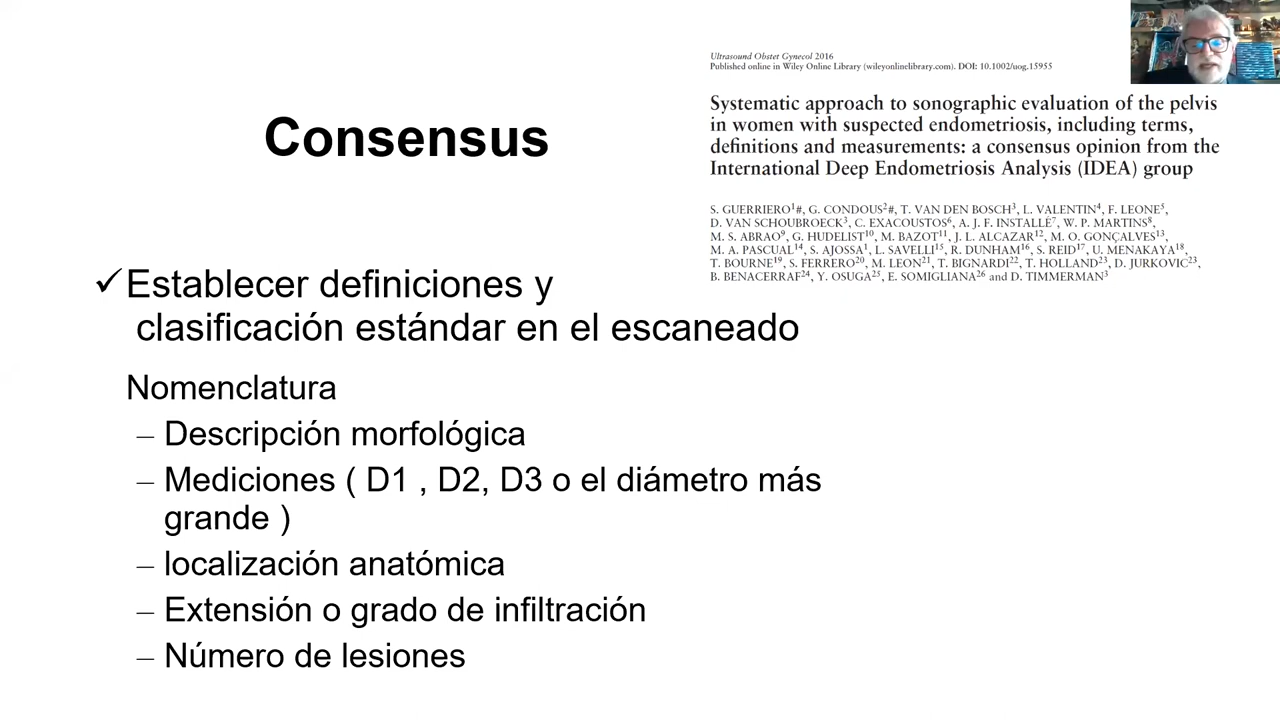 Ultrasound Obstet Gynecol 2016
Published online in Wiley Online Library (wileyonlinelibrary.com). DOI: 10.1002/uog.15955
Systematic approach to sonographic evaluation of the pelvis
in women with suspected endometriosis, including terms,
definitions and measurements: a consensus opinion from the
International Deep Endometriosis Analysis (IDEA) group
S. GUERRIERO1#, G. CONDOUS2#, T. VAN DEN BOSCH3, L. VALENTIN4, F. LEONE5,
D. VAN SCHOUBROECK3, C. EXACOUSTOS6, A. J. F. INSTALLÉ7, W. P. MARTINS8,
M. S. ABRAO9, G. HUDELIST10, M. BAZOT11, J. L. ALCAZAR12, M. O. GONÇALVES13,
M. A. PASCUAL14, S. AJOSSA1, L. SAVELLI15, R. DUNHAM16, S. REID17, U. MENAKAYA18,
T. BOURNE19, S. FERRERO20, M. LEON21, T. BIGNARDI22, T. HOLLAND23, D. JURKOVIC23,
B. BENACERRAF24, Y. OSUGA25, E. SOMIGLIANA26 and D. TIMMERMAN3
Consensus
✓Establecer definiciones y
clasificación estándar en el escaneado
Nomenclatura
– Descripción morfológica
– Mediciones ( D1 , D2, D3 o el diámetro más
grande )
– localización anatómica
– Extensión o grado de infiltración
– Número de lesiones